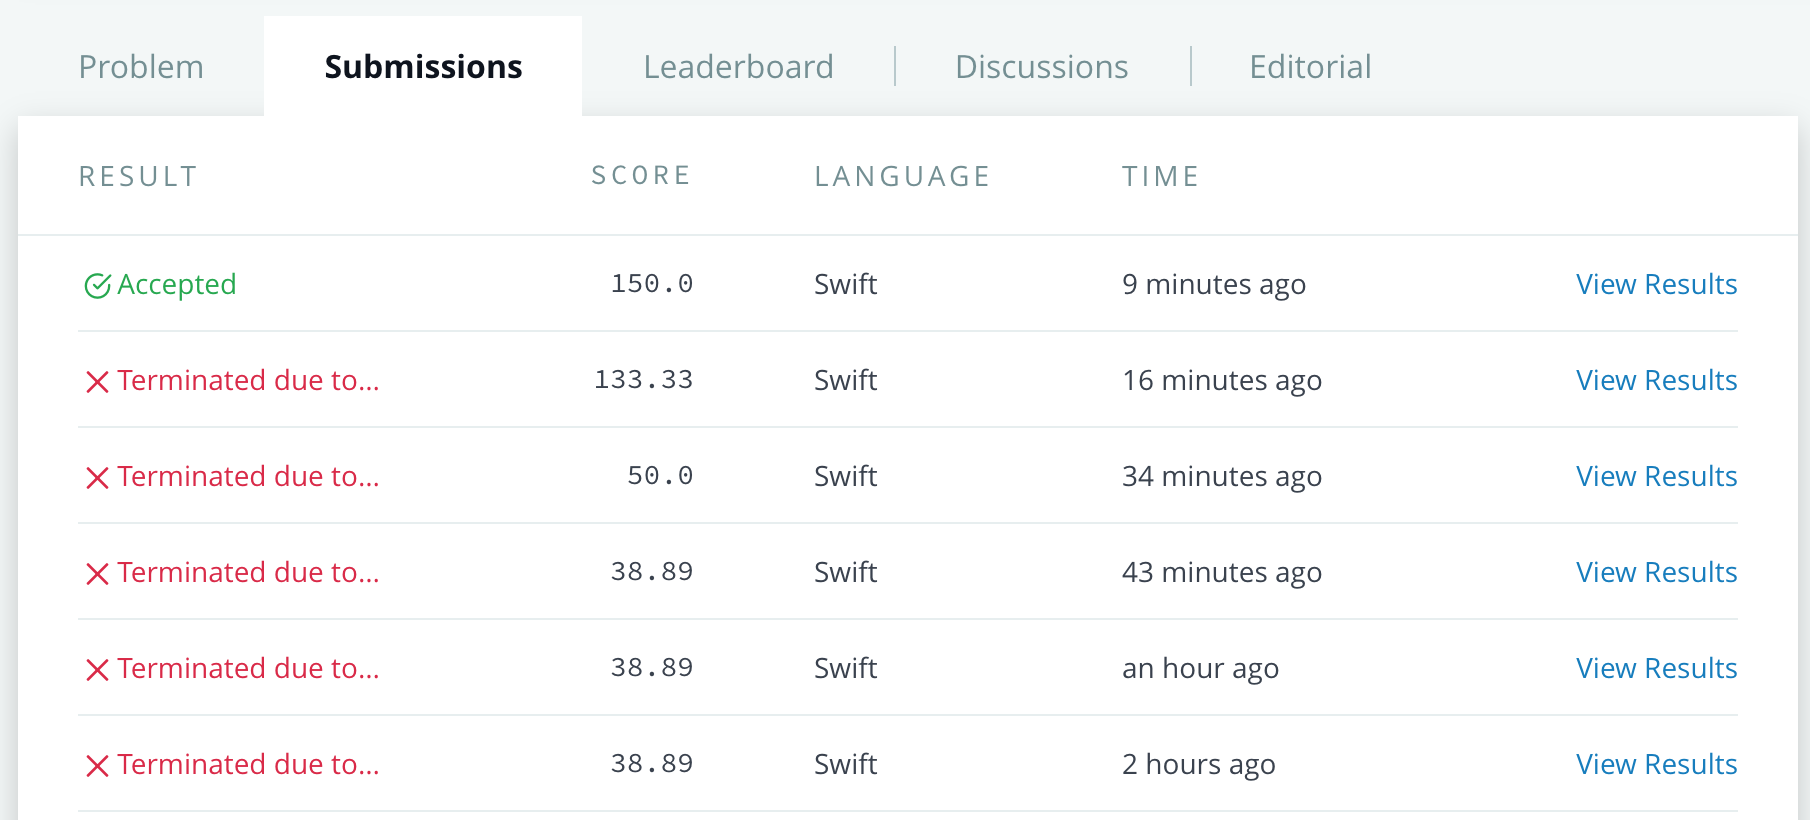 Problem Submissions Leaderboard Discussions Editorial
RESULT SCORE LANGUAGE TIME
Accepted 150.0 Swift 9 minutes ago View Results
Terminated due to... 133.33 Swift 16 minutes ago View Results
Terminated due to... 50.0 Swift 34 minutes ago View Results
Terminated due to... 38.89 Swift 43 minutes ago View Results
Terminated due to... 38.89 Swift an hour ago View Results
Terminated due to... 38.89 Swift 2 hours ago View Results